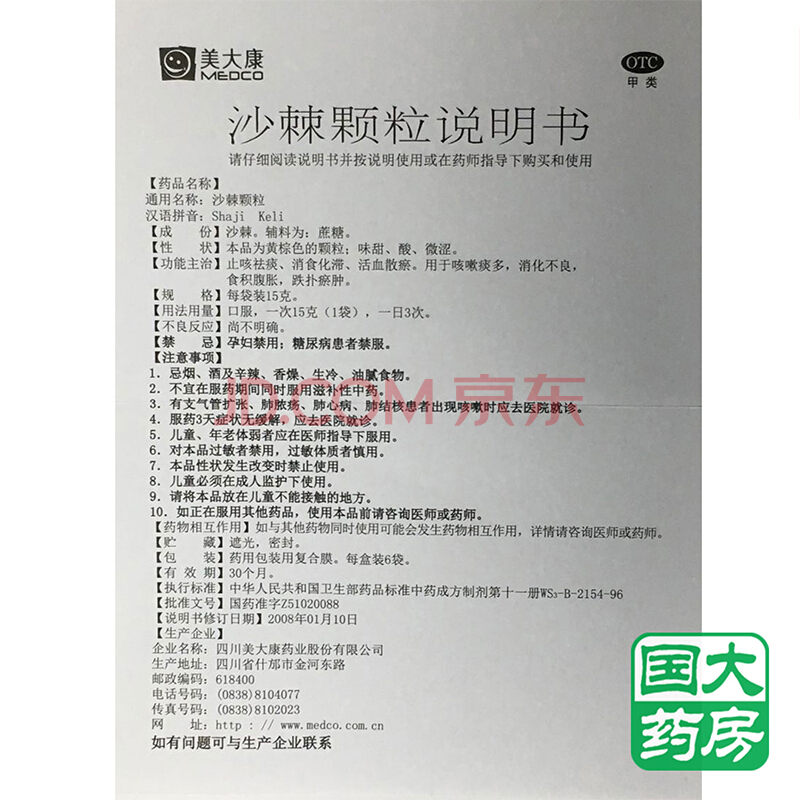 美大康
MEDCO
OTC
甲类
沙棘颗粒说明书
请仔细阅读说明书并按说明使用或在药师指导下购买和使用
【药品名称】
通用名称：沙棘颗粒
汉语拼音：Shaji Keli
【成 份】沙棘。辅料为：蔗糖。
【性 状】本品为黄棕色的颗粒；味甜、酸、微涩。
【功能主治】止咳祛痰、消食化滞、活血散瘀。用于咳嗽痰多，消化不良，
食积腹胀，跌扑瘀肿。
【规 格】每袋装15克。
【用法用量】口服，一次15克（1袋），一日3次。
【不良反应】尚不明确。
【禁 忌】孕妇禁用；糖尿病患者禁服。
【注意事项】
1．忌烟、酒及辛辣、香燥、生冷、油腻食物。
2．不宜在服药期间同时服用滋补性中药。
3．有支气管扩张、肺脓疡、肺心病、肺结核患者出现咳嗽时应去医院就诊。
4．服药3天症状无缓解，应去医院就诊。
5．儿童、年老体弱者应在医师指导下服用。
6．对本品过敏者禁用，过敏体质者慎用。
7．本品性状发生改变时禁止使用。
8．儿童必须在成人监护下使用。
9．请将本品放在儿童不能接触的地方。
10．如正在服用其他药品，使用本品前请咨询医师或药师。
【药物相互作用】如与其他药物同时使用可能会发生药物相互作用，详情请咨询医师或药师。
【贮 藏】遮光，密封。
【包 装】药用包装用复合膜。每盒装6袋。
【有 效 期】30个月。
【执行标准】中华人民共和国卫生部药品标准中药成方制剂第十一册WS₃-B-2154-96
【批准文号】国药准字Z51020088
【说明书修订日期】2008年01月10日
【生产企业】
企业名称：四川美大康药业股份有限公司
生产地址：四川省什邡市金河东路
邮政编码：618400
电话号码：(0838)8104077
传真号码：(0838)8102023
网 址：http : // www.medco.com.cn
如有问题可与生产企业联系
JD.COM 京东
国大
药房